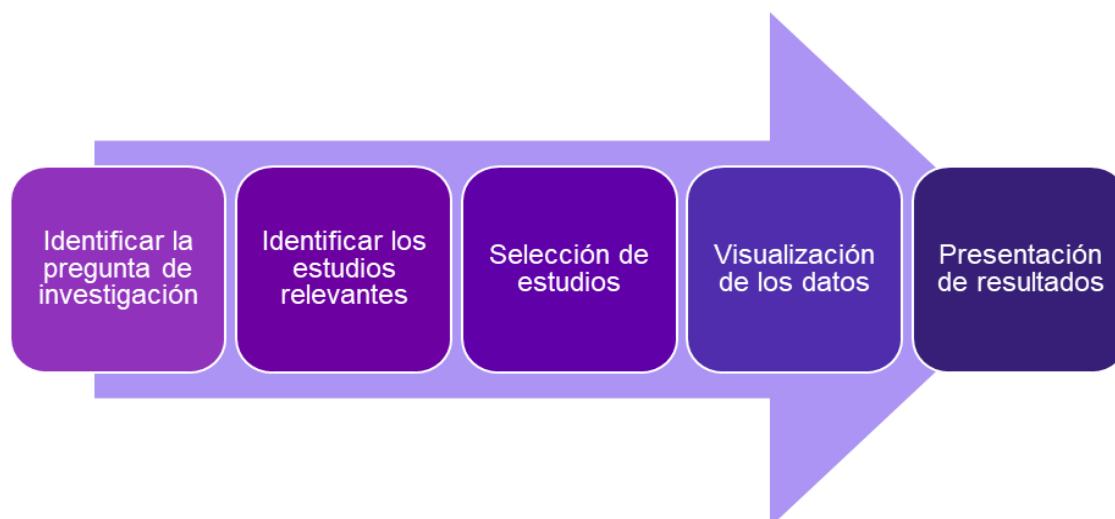 Identificar la
pregunta de
investigación
Identificar los
estudios
relevantes
Selección de
estudios
Visualización
de los datos
Presentación
de resultados